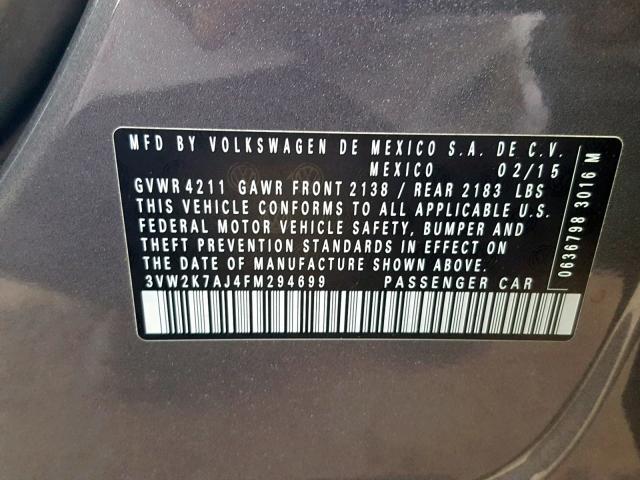 MFD BY VOLKSWAGEN DE MEXICO S.A. DE C.V.
MEXICO 02/15
GVWR 4211 GAWR FRONT 2138 / REAR 2183 LBS
THIS VEHICLE CONFORMS TO ALL APPLICABLE U.S.
FEDERAL MOTOR VEHICLE SAFETY, BUMPER AND
THEFT PREVENTION STANDARDS IN EFFECT ON
THE DATE OF MANUFACTURE SHOWN ABOVE.
3VW2K7AJ4FM294699 PASSENGER CAR
0636798 3016 M